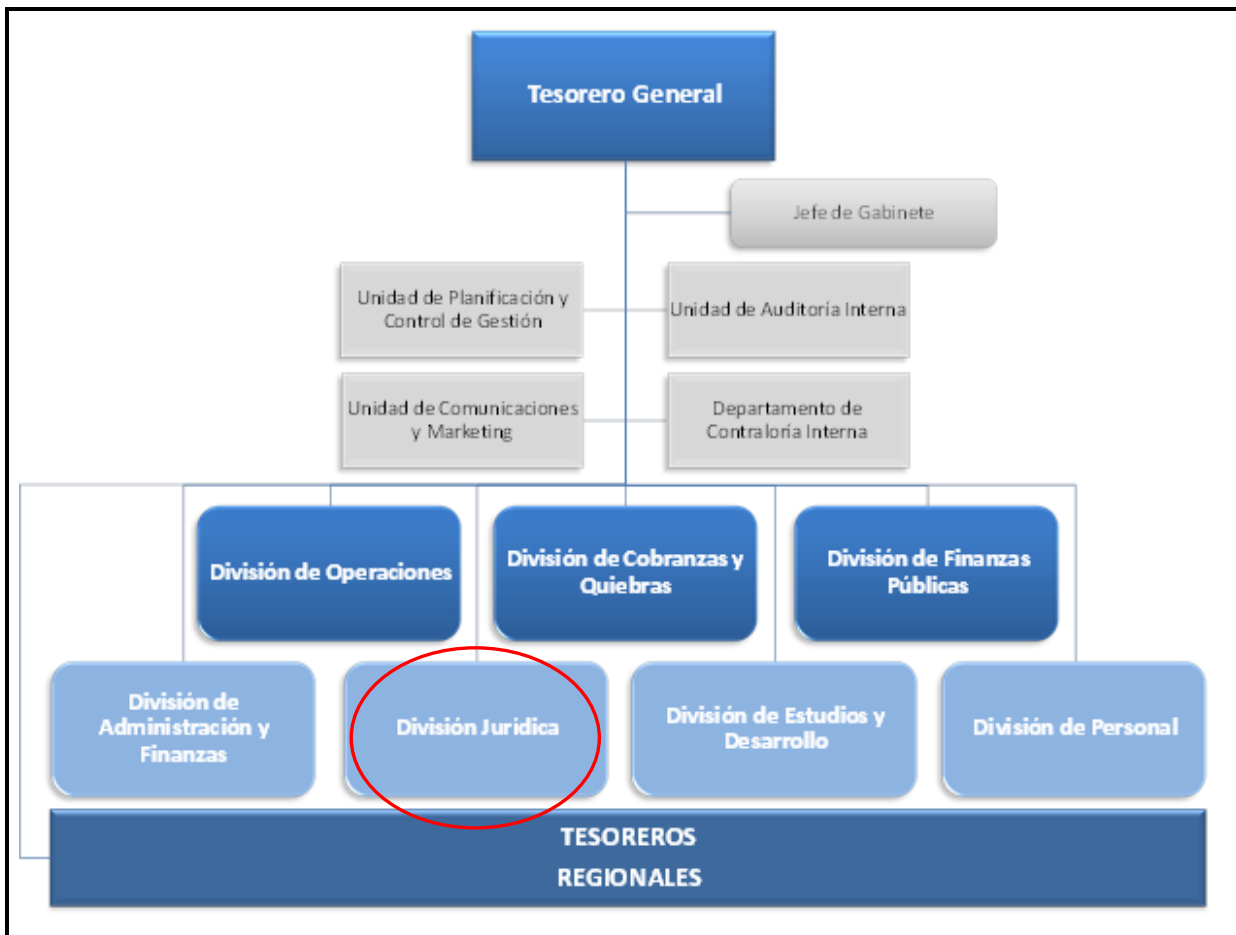 Tesorero General
Jefe de Gabinete
Unidad de Planificación y
Control de Gestión
Unidad de Auditoría Interna
Unidad de Comunicaciones
y Marketing
Departamento de
Contraloría Interna
División de Operaciones
División de Cobranzas y
Quiebras
División de Finanzas
Públicas
División de
Administración y
Finanzas
División Jurídica
División de Estudios y
Desarrollo
División de Personal
TESOREROS
REGIONALES